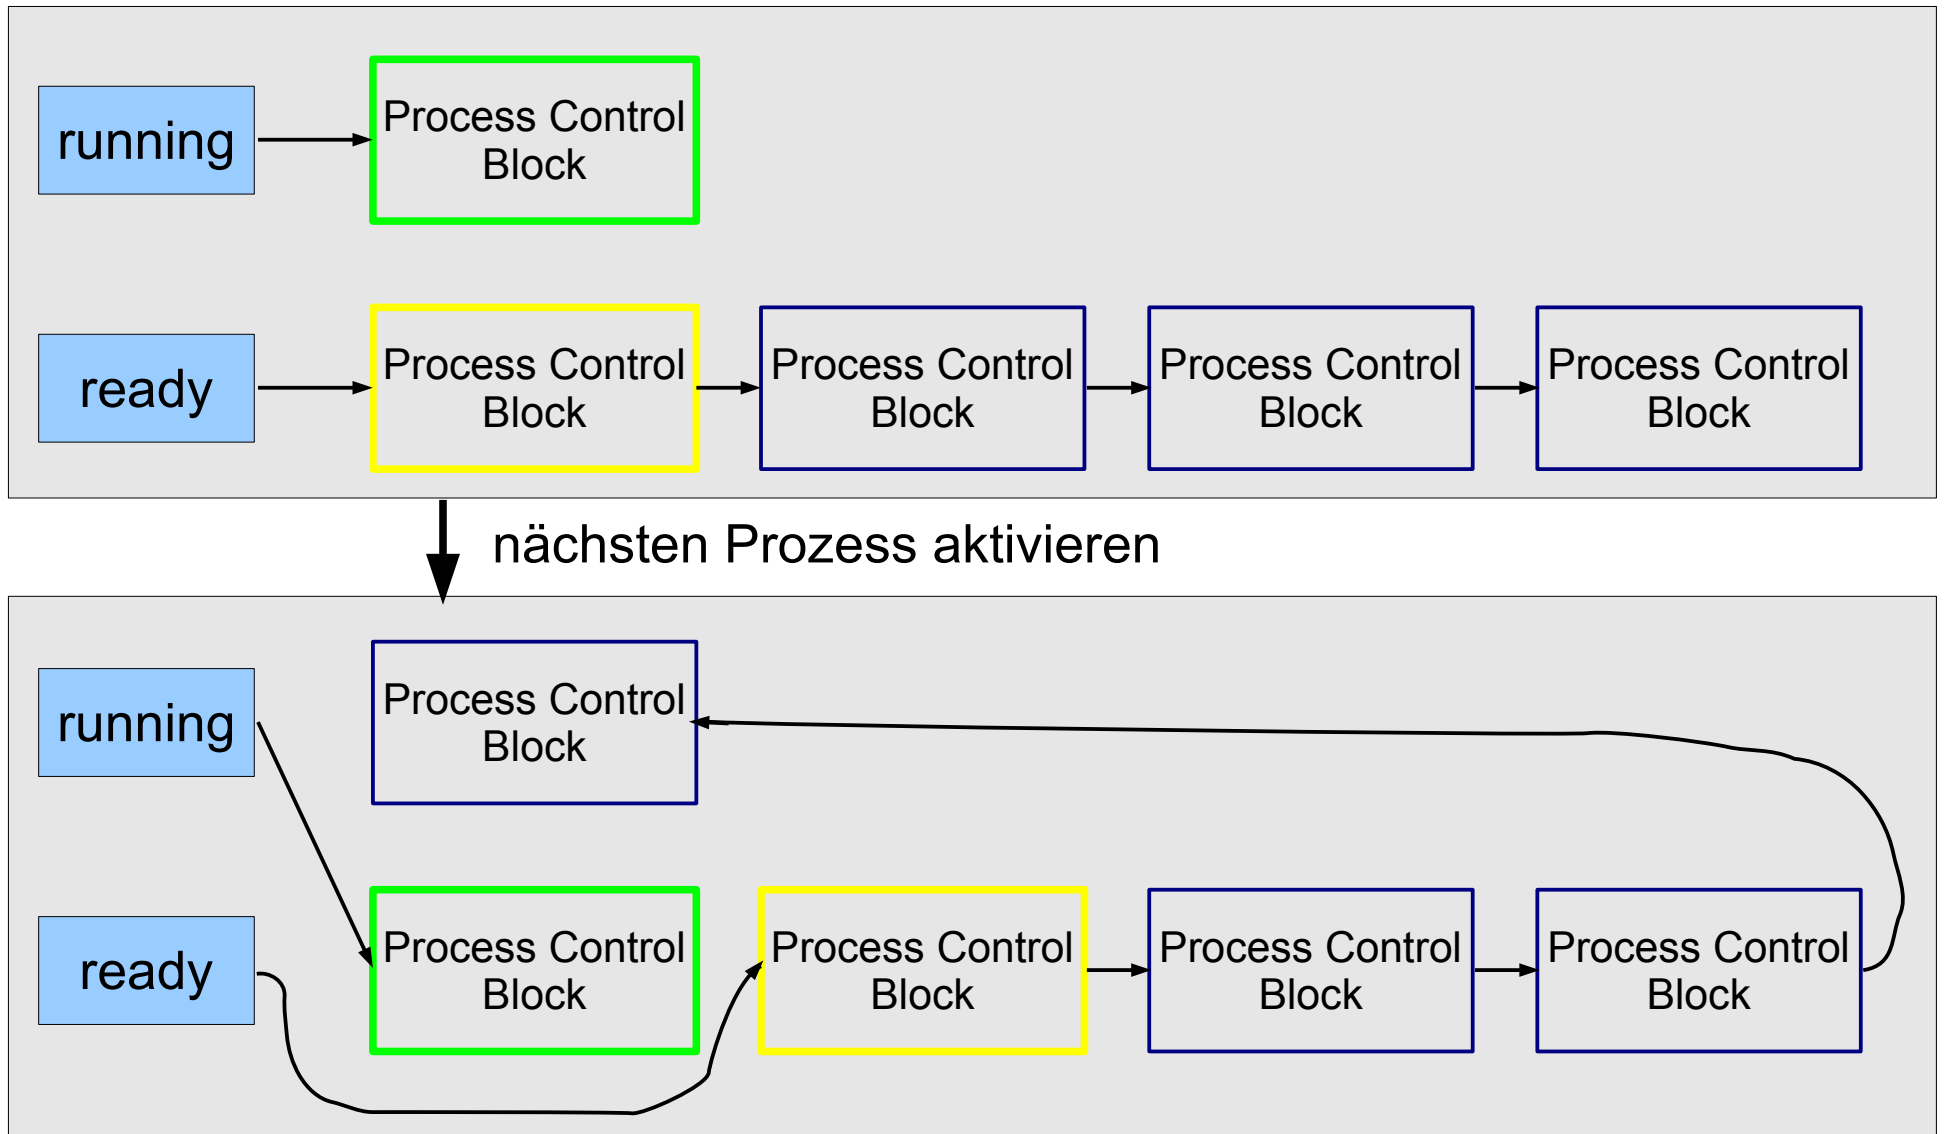 running
Process Control
Block
ready
Process Control
Block
Process Control
Block
Process Control
Block
Process Control
Block
nächsten Prozess aktivieren
running
Process Control
Block
ready
Process Control
Block
Process Control
Block
Process Control
Block
Process Control
Block